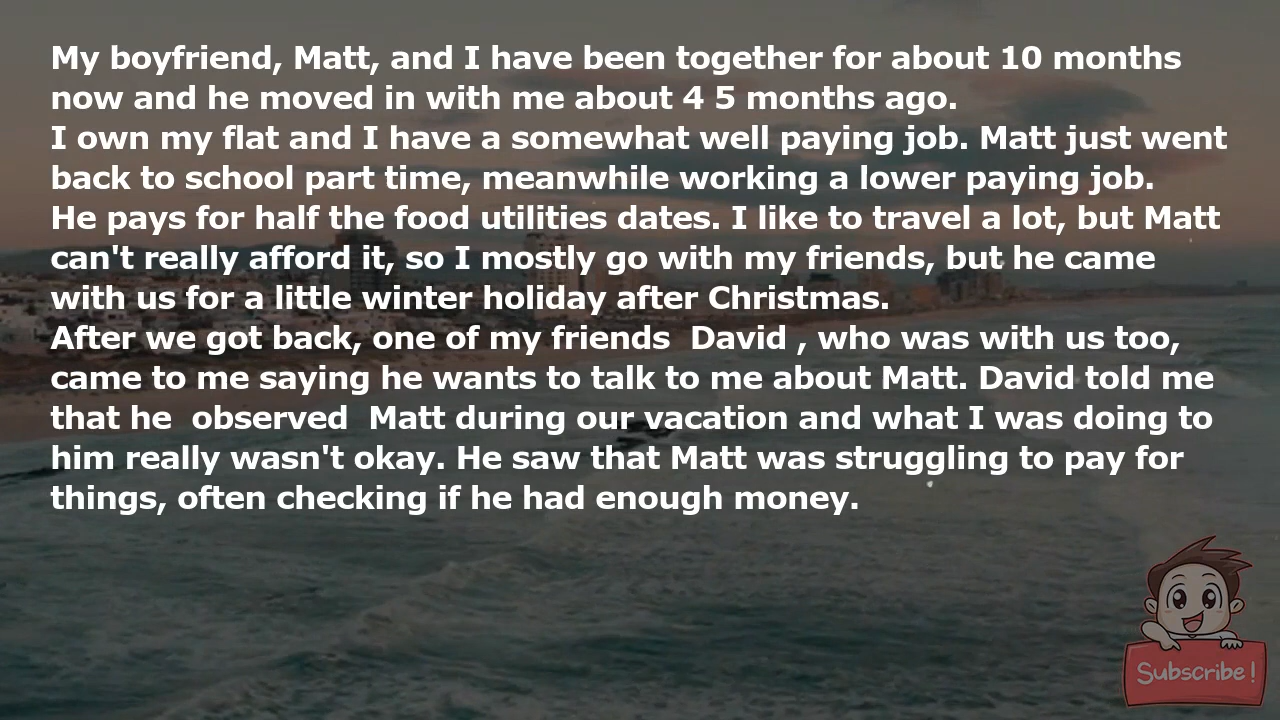 My boyfriend, Matt, and I have been together for about 10 months
now and he moved in with me about 4 5 months ago.
I own my flat and I have a somewhat well paying job. Matt just went
back to school part time, meanwhile working a lower paying job.
He pays for half the food utilities dates. I like to travel a lot, but Matt
can't really afford it, so I mostly go with my friends, but he came
with us for a little winter holiday after Christmas.
After we got back, one of my friends  David , who was with us too,
came to me saying he wants to talk to me about Matt. David told me
that he  observed  Matt during our vacation and what I was doing to
him really wasn't okay. He saw that Matt was struggling to pay for
things, often checking if he had enough money.
Subscribe!